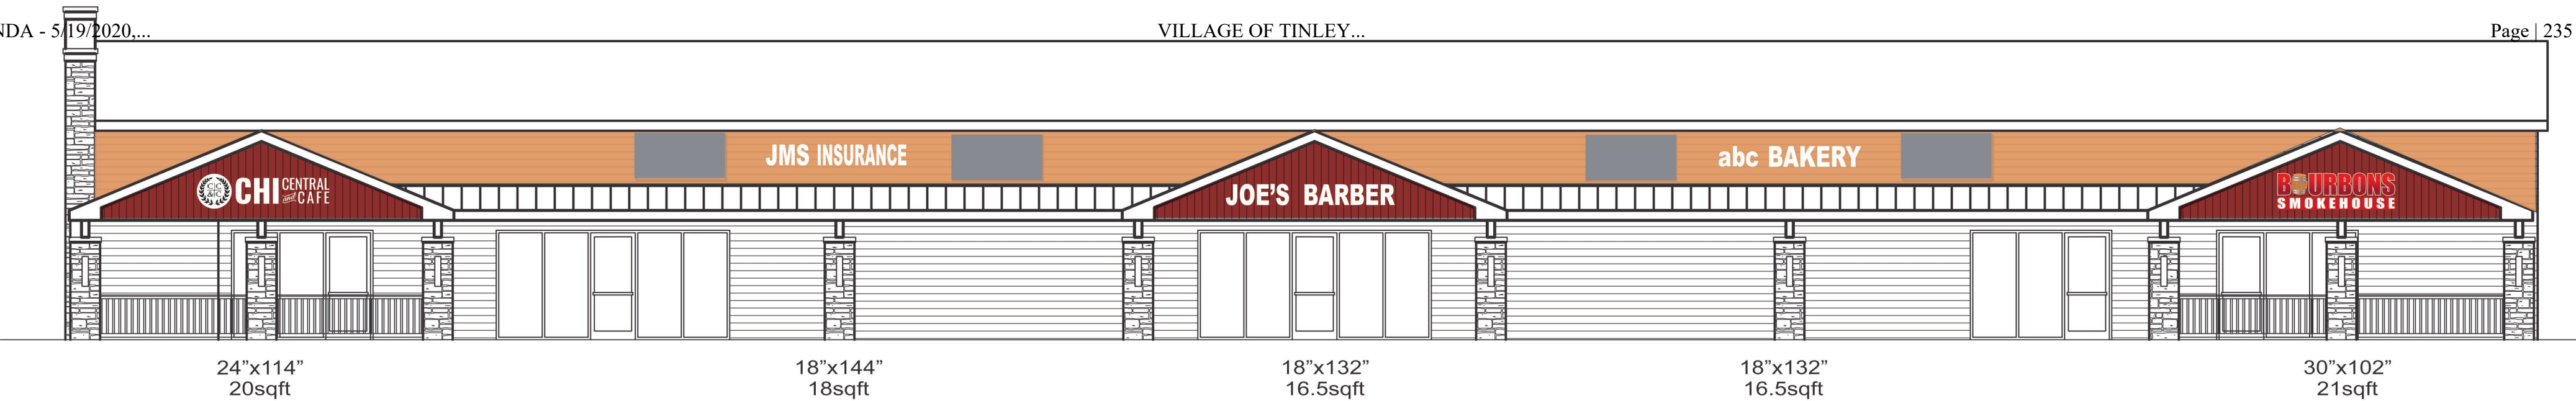 NDA - 5/19/2020,...
VILLAGE OF TINLEY...
Page | 235
CHI CENTRAL and CAFE
JMS INSURANCE
JOE'S BARBER
abc BAKERY
BOURBONS
SMOKEHOUSE
24”x114”
20sqft
18”x144”
18sqft
18”x132”
16.5sqft
18”x132”
16.5sqft
30”x102”
21sqft